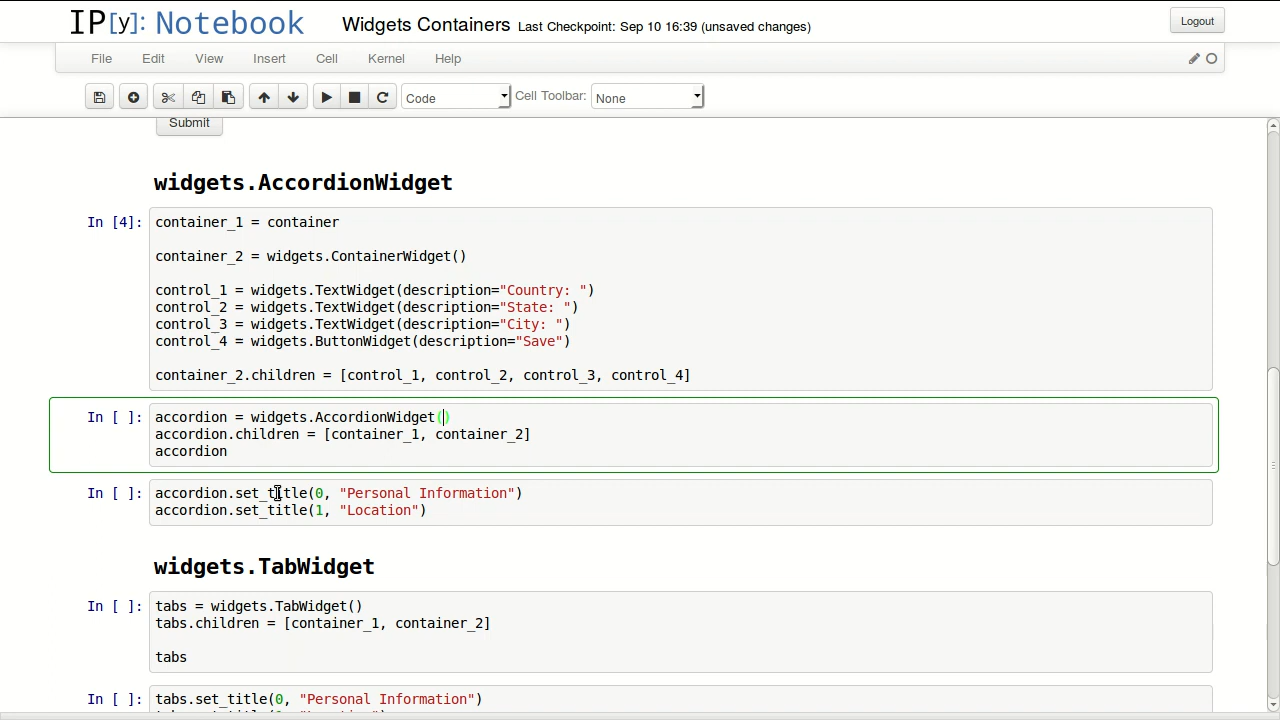 IP[y]: Notebook
Widgets Containers Last Checkpoint: Sep 10 16:39 (unsaved changes)
Logout
File Edit View Insert Cell Kernel Help
Code Cell Toolbar: None
Submit
widgets.AccordionWidget
In [4]: container_1 = container
container_2 = widgets.ContainerWidget()
control_1 = widgets.TextWidget(description="Country: ")
control_2 = widgets.TextWidget(description="State: ")
control_3 = widgets.TextWidget(description="City: ")
control_4 = widgets.ButtonWidget(description="Save")
container_2.children = [control_1, control_2, control_3, control_4]
In [ ]: accordion = widgets.AccordionWidget()
accordion.children = [container_1, container_2]
accordion
In [ ]: accordion.set_title(0, "Personal Information")
accordion.set_title(1, "Location")
widgets.TabWidget
In [ ]: tabs = widgets.TabWidget()
tabs.children = [container_1, container_2]
tabs
In [ ]: tabs.set_title(0, "Personal Information")